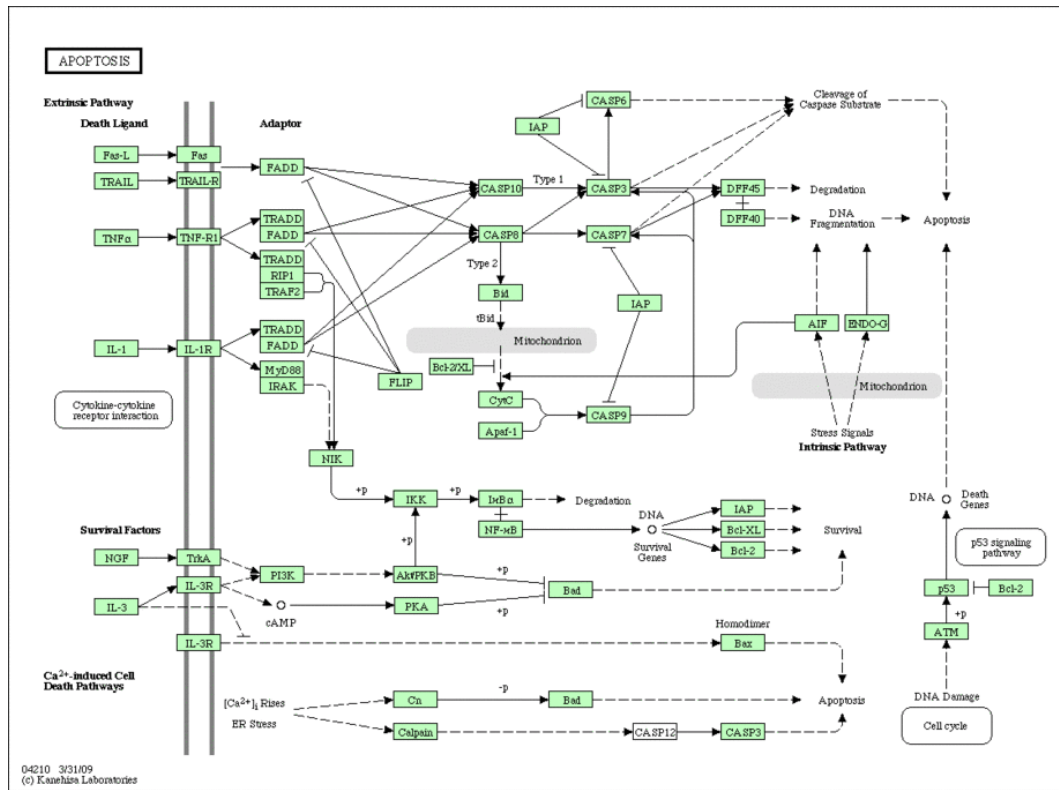 APOPTOSIS
Extrinsic Pathway
Death Ligand
Adaptor
Fas-L
Fas
FADD
TRAIL
TRAIL-R
TNFα
TNF-R1
TRADD
FADD
TRADD
RIP1
TRAF2
IL-1
IL-1R
TRADD
FADD
MyD88
IRAK
FLIP
Cytokine-cytokine
receptor interaction
NIK
CASP6
IAP
CASP10
Type 1
CASP3
CASP8
CASP7
Type 2
Bid
tBid
Mitochondrion
Bcl-2/XL
CytC
Apaf-1
CASP9
IAP
Cleavage of
Caspase Substrate
DFF45
Degradation
DFF40
DNA
Fragmentation
Apoptosis
AIF
ENDO-G
Mitochondrion
Stress Signals
Intrinsic Pathway
+p
IKK
+p
IκBα
Degradation
NF-κB
DNA
Survival
Genes
IAP
Bcl-XL
Bcl-2
Survival
DNA
Death
Genes
p53 signaling
pathway
p53
Bcl-2
+p
ATM
DNA Damage
Cell cycle
Survival Factors
NGF
TrkA
PI3K
+p
Akt/PKB
+p
Bad
IL-3
IL-3R
cAMP
PKA
+p
IL-3R
Homodimer
Bax
Ca2+-induced Cell
Death Pathways
[Ca2+]i Rises
ER Stress
Cn
-p
Bad
Apoptosis
Calpain
CASP12
CASP3
04210 3/31/09
(c) Kanehisa Laboratories